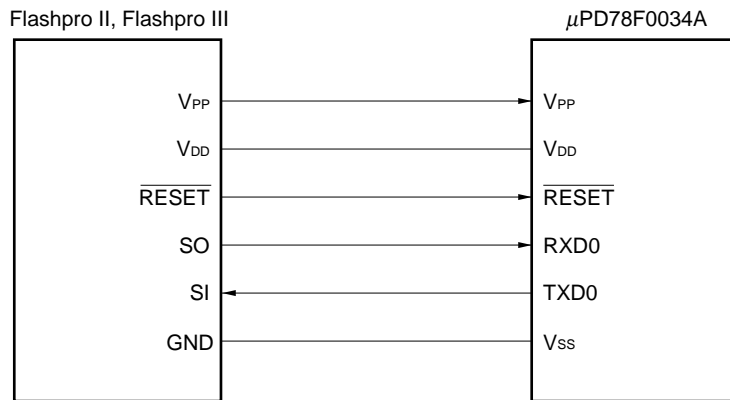 Flashpro II, Flashpro III μPD78F0034A
VPP VPP
VDD VDD
RESET RESET
SO RXD0
SI TXD0
GND VSS